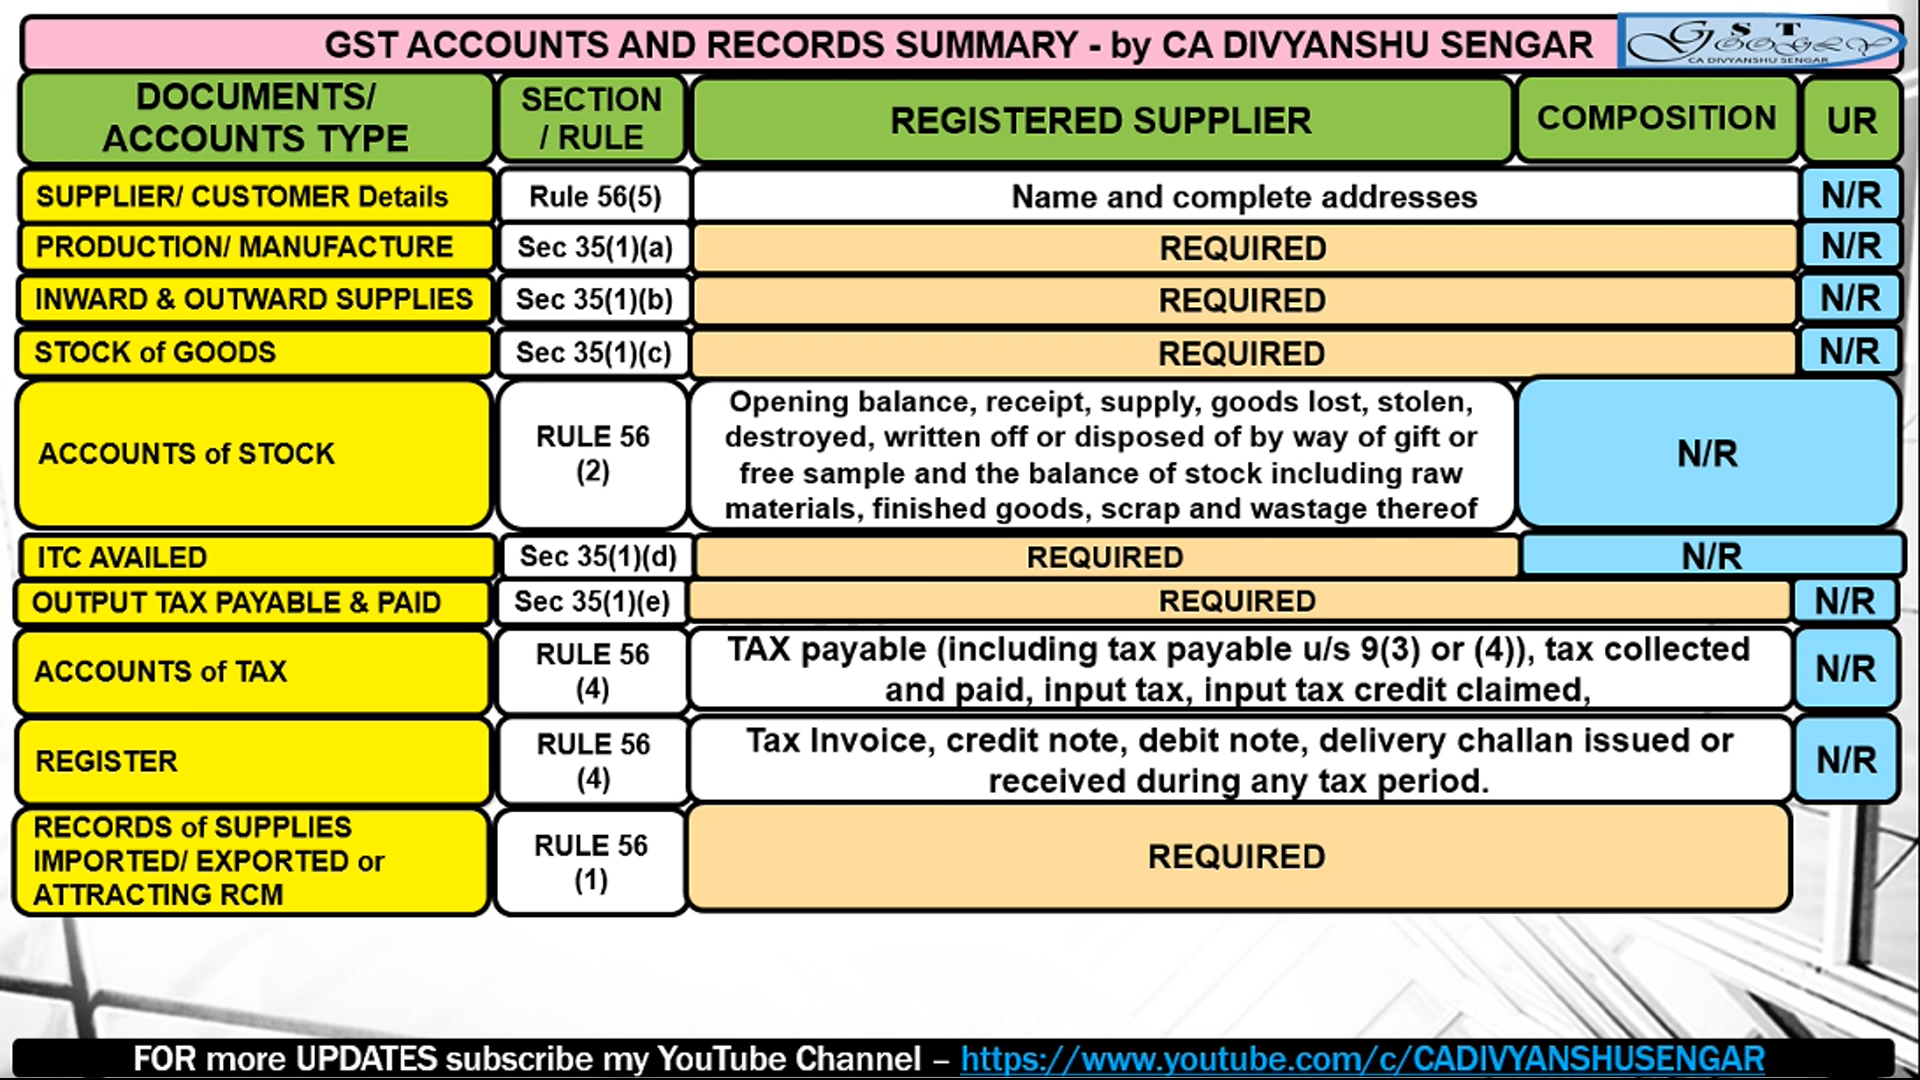 GST ACCOUNTS AND RECORDS SUMMARY - by CA DIVYANSHU SENGAR
GST
GOOGLY
CA DIVYANSHU SENGAR
DOCUMENTS/
ACCOUNTS TYPE
SECTION
/ RULE
REGISTERED SUPPLIER
COMPOSITION
UR
SUPPLIER/ CUSTOMER Details
Rule 56(5)
Name and complete addresses
N/R
PRODUCTION/ MANUFACTURE
Sec 35(1)(a)
REQUIRED
N/R
INWARD & OUTWARD SUPPLIES
Sec 35(1)(b)
REQUIRED
N/R
STOCK of GOODS
Sec 35(1)(c)
REQUIRED
N/R
ACCOUNTS of STOCK
RULE 56
(2)
Opening balance, receipt, supply, goods lost, stolen,
destroyed, written off or disposed of by way of gift or
free sample and the balance of stock including raw
materials, finished goods, scrap and wastage thereof
N/R
ITC AVAILED
Sec 35(1)(d)
REQUIRED
N/R
OUTPUT TAX PAYABLE & PAID
Sec 35(1)(e)
REQUIRED
N/R
ACCOUNTS of TAX
RULE 56
(4)
TAX payable (including tax payable u/s 9(3) or (4)), tax collected
and paid, input tax, input tax credit claimed,
N/R
REGISTER
RULE 56
(4)
Tax Invoice, credit note, debit note, delivery challan issued or
received during any tax period.
N/R
RECORDS of SUPPLIES
IMPORTED/ EXPORTED or
ATTRACTING RCM
RULE 56
(1)
REQUIRED
FOR more UPDATES subscribe my YouTube Channel – https://www.youtube.com/c/CADIVYANSHUSENGAR